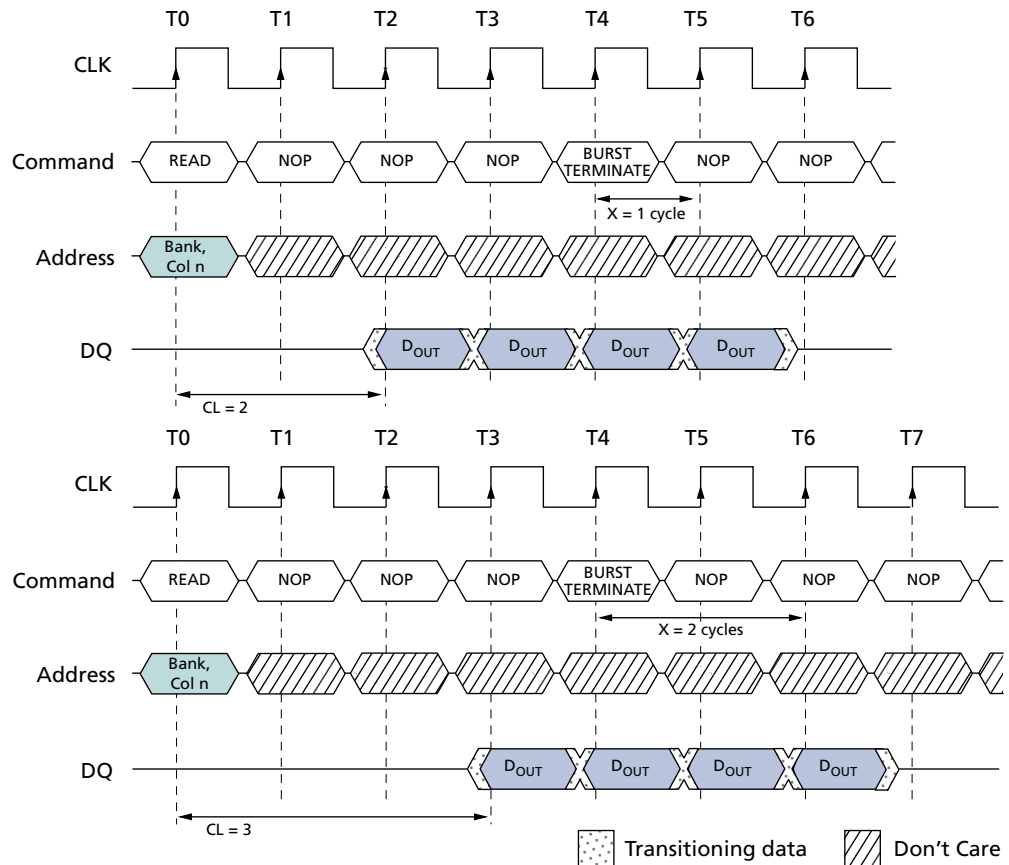 T0 T1 T2 T3 T4 T5 T6
CLK
Command READ NOP NOP NOP BURST TERMINATE NOP NOP
X = 1 cycle
Address Bank, Col n
DQ DOUT DOUT DOUT DOUT
CL = 2
T0 T1 T2 T3 T4 T5 T6 T7
CLK
Command READ NOP NOP NOP BURST TERMINATE NOP NOP NOP
X = 2 cycles
Address Bank, Col n
DQ DOUT DOUT DOUT DOUT
CL = 3
Transitioning data Don't Care